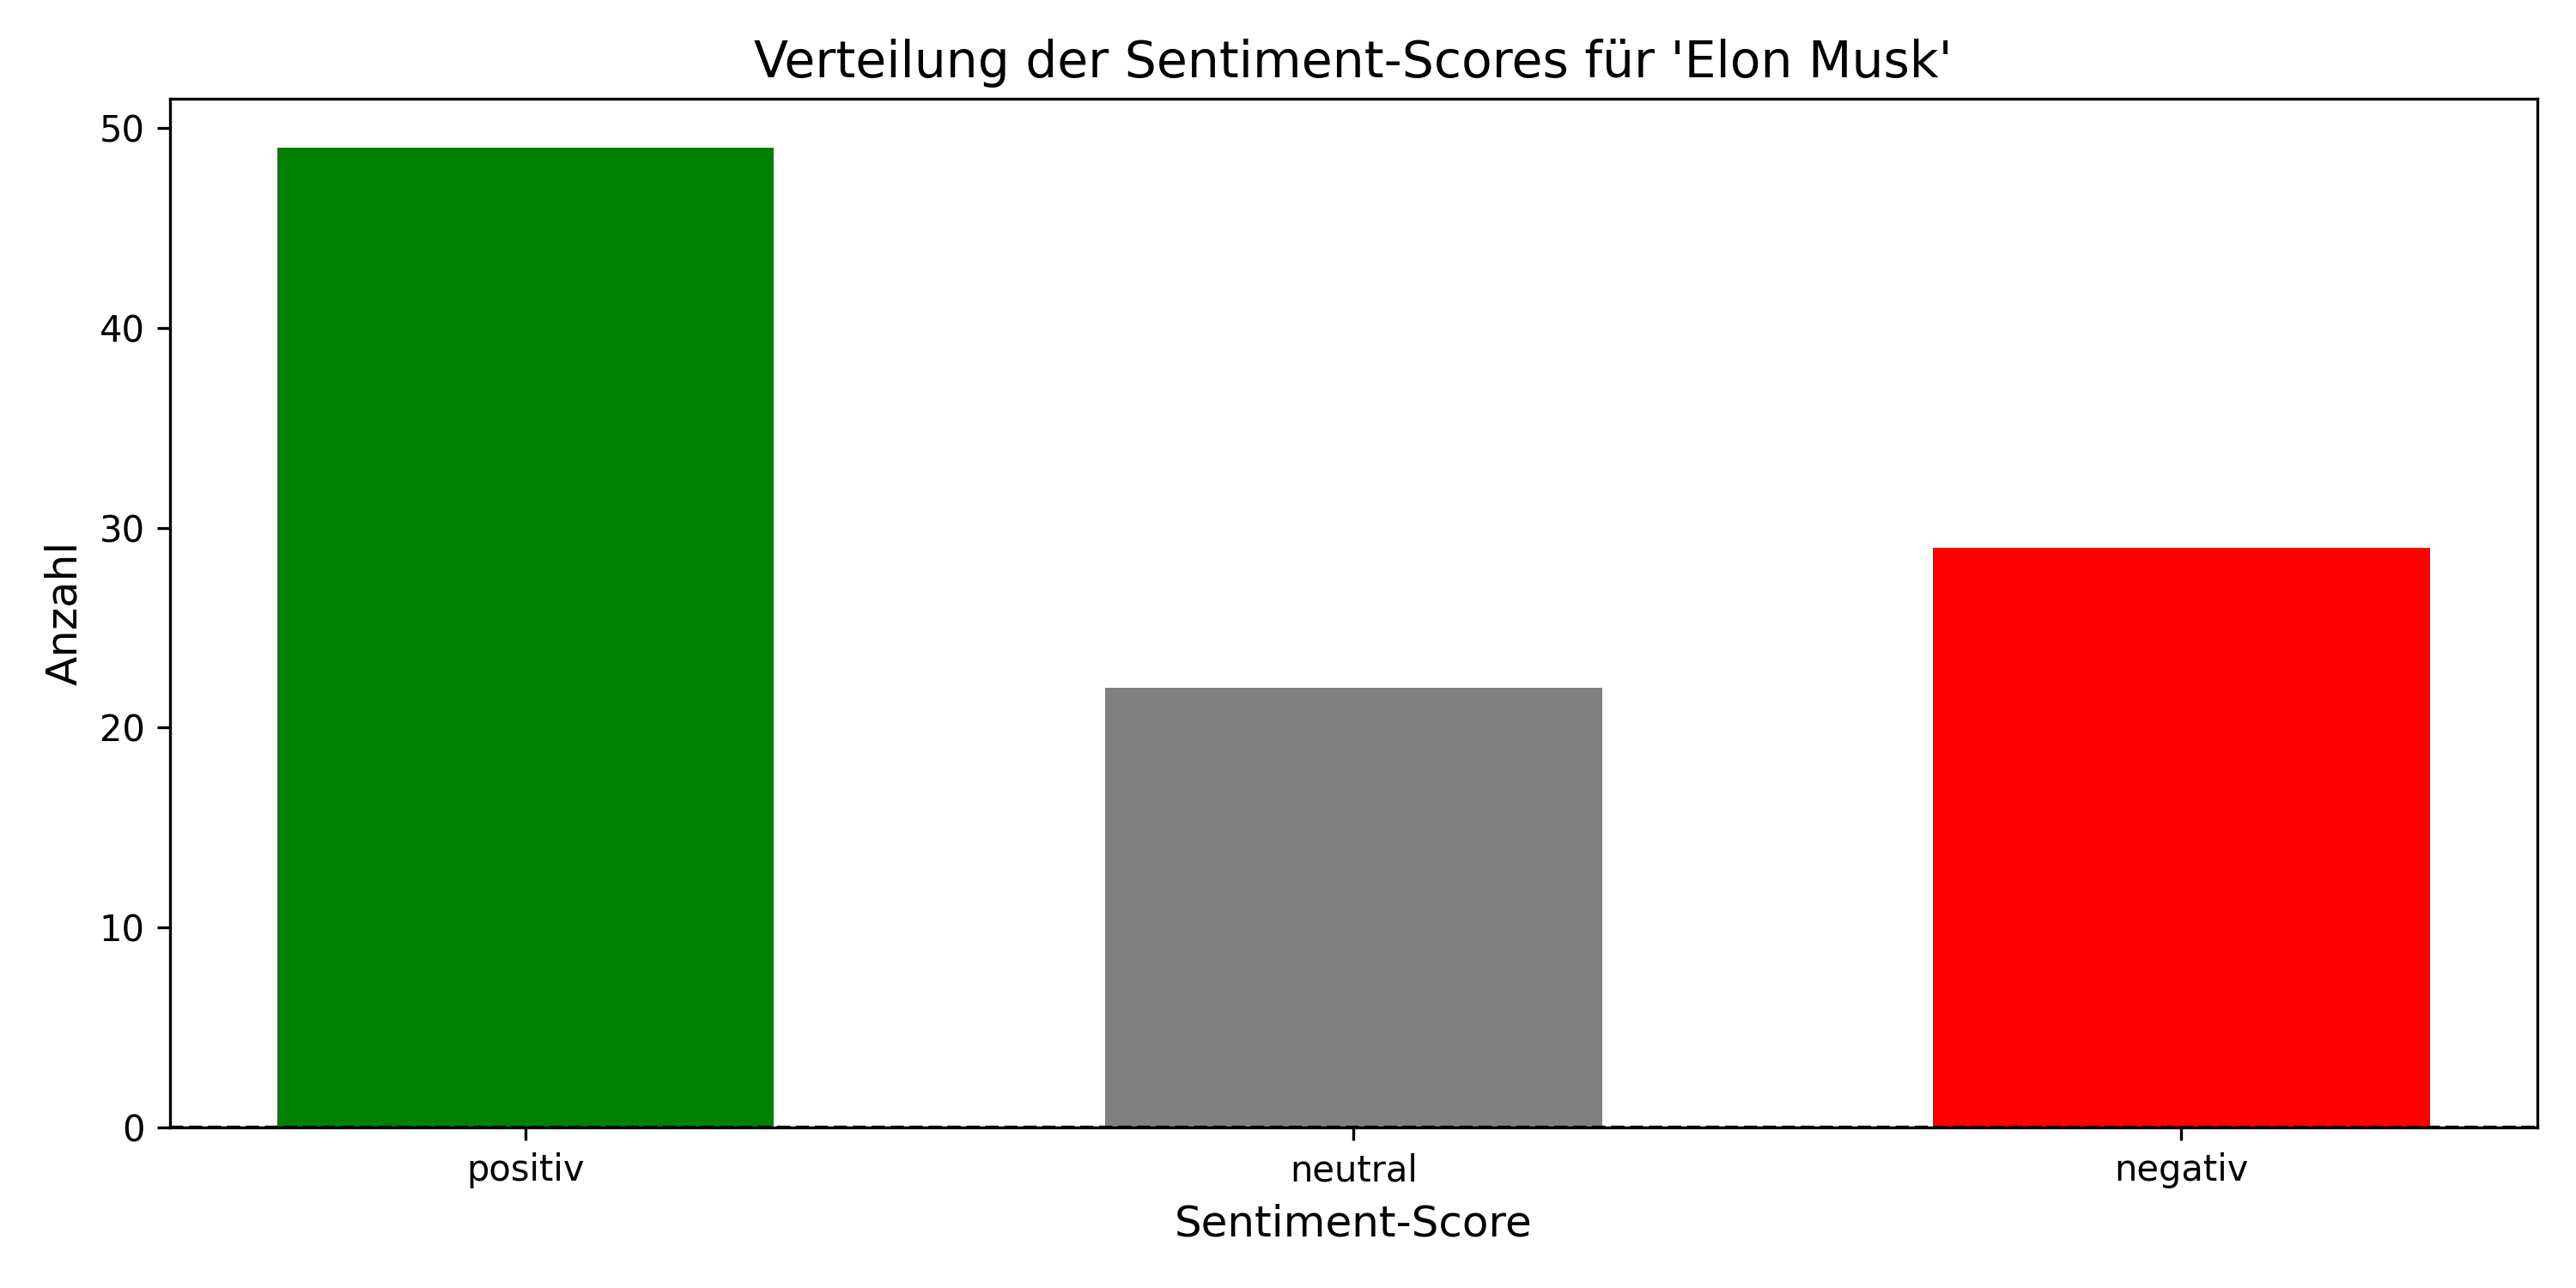 Verteilung der Sentiment-Scores für 'Elon Musk'
Anzahl
50
40
30
20
10
0
positiv neutral negativ
Sentiment-Score